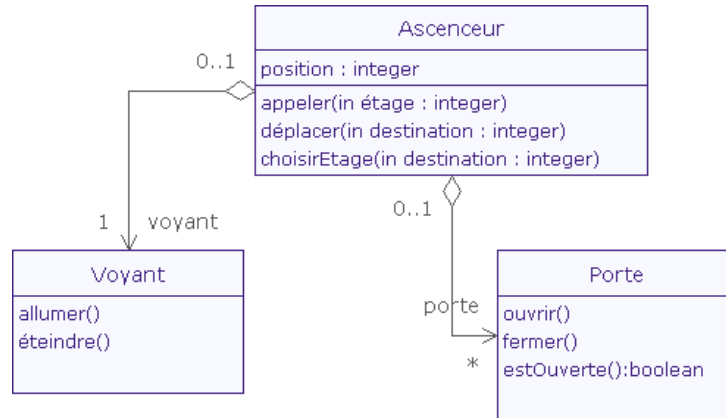 Ascenceur
0..1
position : integer
appeler(in étage : integer)
déplacer(in destination : integer)
choisirEtage(in destination : integer)
0..1
1 voyant
Voyant
allumer()
éteindre()
Porte
porte
ouvrir()
fermer()
*
estOuverte():boolean